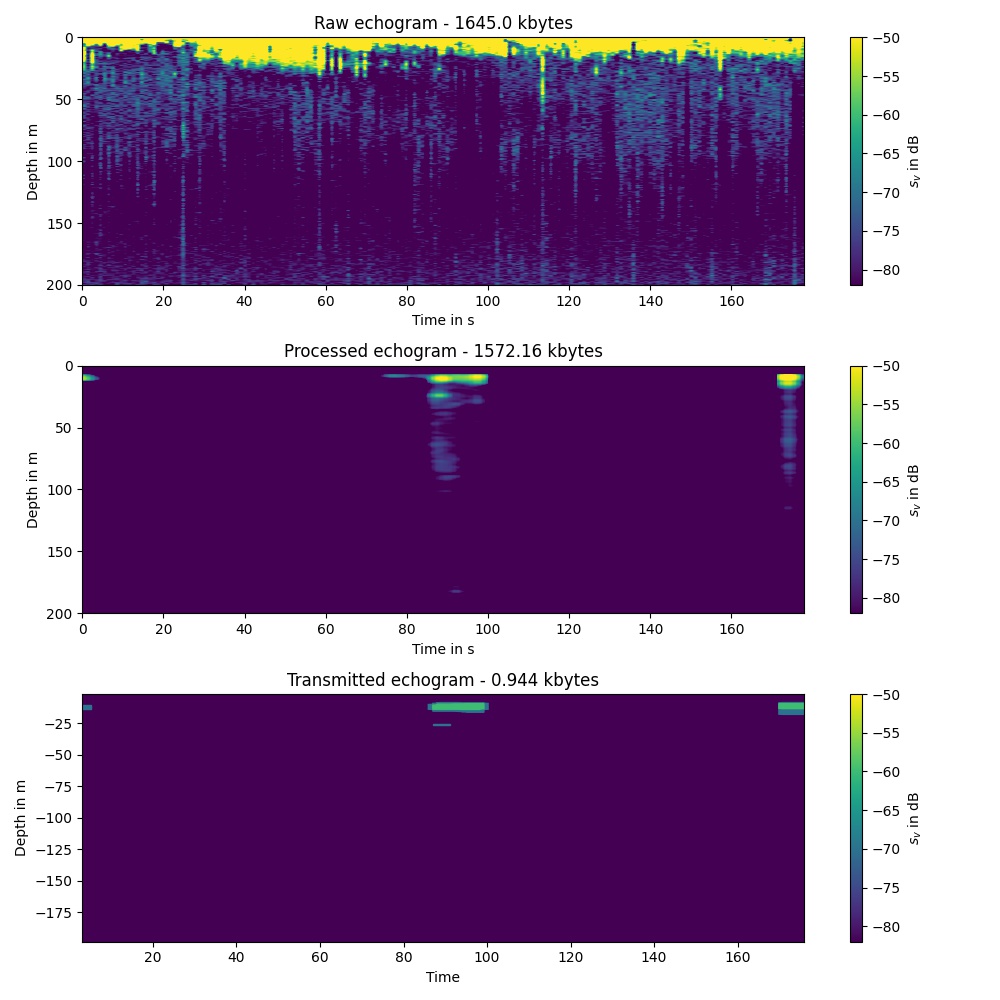 Raw echogram - 1645.0 kbytes
0
50
100
150
200
Depth in m
0 20 40 60 80 100 120 140 160
Time in s
−50
−55
−60
−65
−70
−75
−80
s_v in dB
Processed echogram - 1572.16 kbytes
0
50
100
150
200
Depth in m
0 20 40 60 80 100 120 140 160
Time in s
−50
−55
−60
−65
−70
−75
−80
s_v in dB
Transmitted echogram - 0.944 kbytes
−25
−50
−75
−100
−125
−150
−175
Depth in m
20 40 60 80 100 120 140 160
Time
−50
−55
−60
−65
−70
−75
−80
s_v in dB